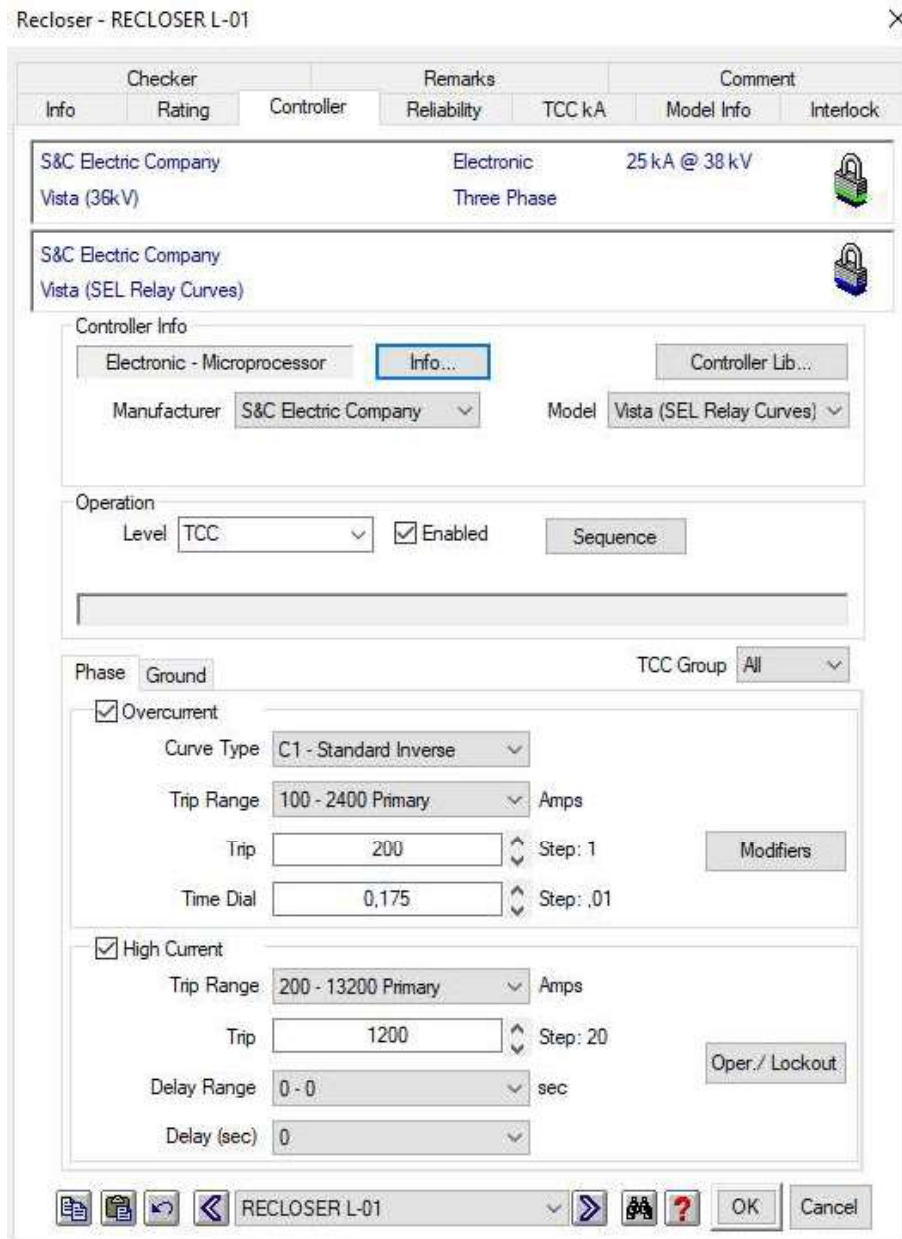 Recloser - RECLOSER L-01
Checker Remarks Comment
Info Rating Controller Reliability TCC kA Model Info Interlock
S&C Electric Company Electronic 25 kA @ 38 kV
Vista (36kV) Three Phase
S&C Electric Company
Vista (SEL Relay Curves)
Controller Info
Electronic - Microprocessor Info... Controller Lib...
Manufacturer S&C Electric Company Model Vista (SEL Relay Curves)
Operation
Level TCC Enabled Sequence
Phase Ground TCC Group All
Overcurrent
Curve Type C1 - Standard Inverse
Trip Range 100 - 2400 Primary Amps
Trip 200 Step: 1 Modifiers
Time Dial 0,175 Step: ,01
High Current
Trip Range 200 - 13200 Primary Amps
Trip 1200 Step: 20
Oper./ Lockout
Delay Range 0 - 0 sec
Delay (sec) 0
RECLOSER L-01 ? OK Cancel